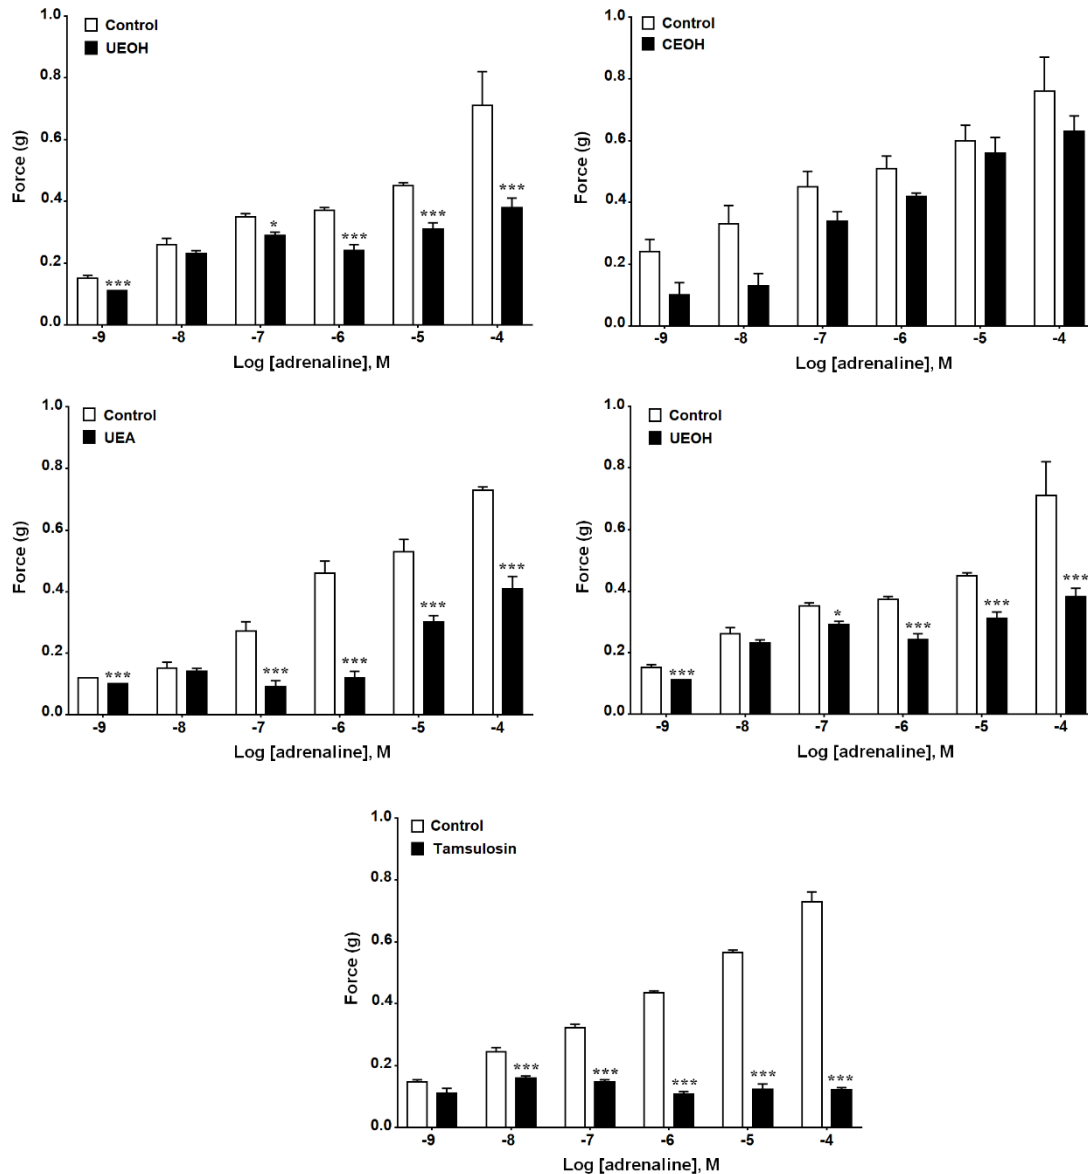 Control
UEOH
1.0
0.8
0.6
0.4
0.2
0.0
Force (g)
***
*
***
***
***
-9 -8 -7 -6 -5 -4
Log [adrenaline], M
Control
CEOH
1.0
0.8
0.6
0.4
0.2
0.0
Force (g)
-9 -8 -7 -6 -5 -4
Log [adrenaline], M
Control
UEA
1.0
0.8
0.6
0.4
0.2
0.0
Force (g)
***
***
***
***
***
-9 -8 -7 -6 -5 -4
Log [adrenaline], M
Control
UEOH
1.0
0.8
0.6
0.4
0.2
0.0
Force (g)
***
*
***
***
***
-9 -8 -7 -6 -5 -4
Log [adrenaline], M
Control
Tamsulosin
1.0
0.8
0.6
0.4
0.2
0.0
Force (g)
***
***
***
***
***
-9 -8 -7 -6 -5 -4
Log [adrenaline], M